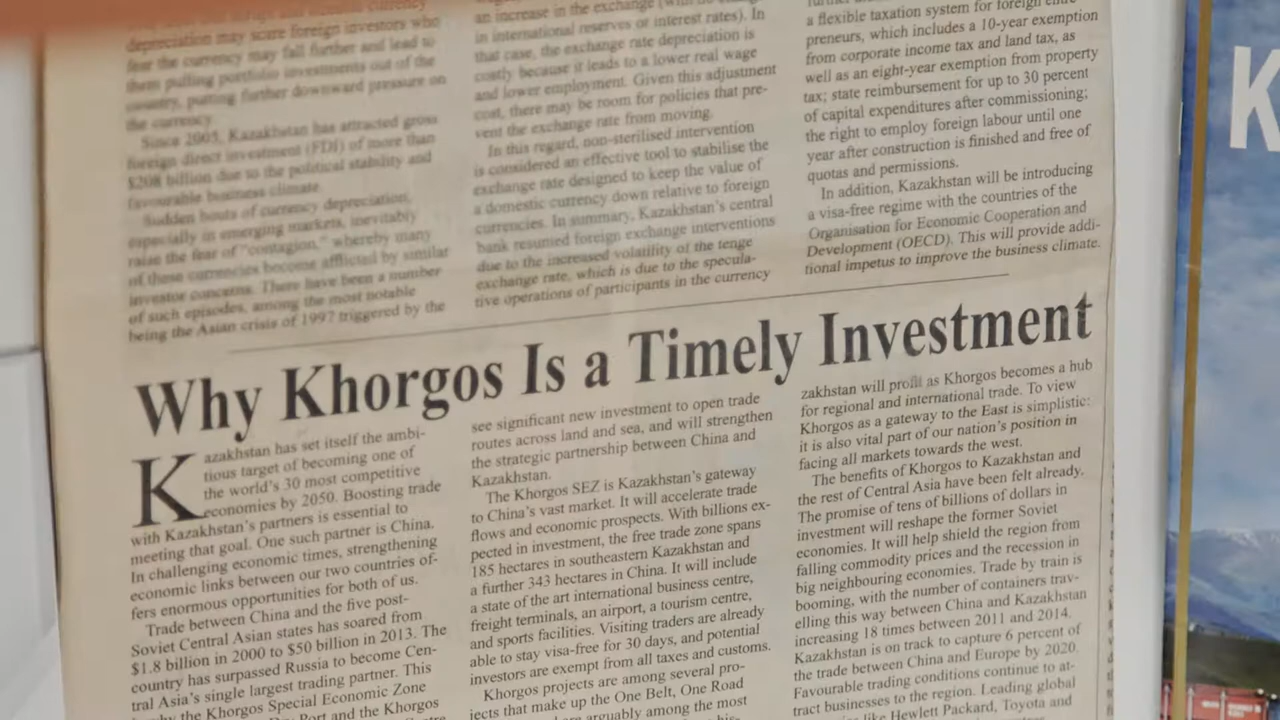 depreciation may scare foreign investors who
fear the currency may fall further and lead to
them pulling portfolio investments out of the
country, putting further downward pressure on
the currency.
Since 2005, Kazakhstan has attracted gross
foreign direct investment (FDI) of more than
$208 billion due to the political stability and
favourable business climate.
Sudden bouts of currency depreciation,
especially in emerging markets, inevitably
raise the fear of "contagion," whereby many
of these currencies become afflicted by similar
investor concerns. There have been a number
of such episodes, among the most notable
being the Asian crisis of 1997 triggered by the
an increase in the exchange
in international reserves or interest rates). In
that case, the exchange rate depreciation is
costly because it leads to a lower real wage
and lower employment. Given this adjustment
cost, there may be room for policies that pre-
vent the exchange rate from moving.
In this regard, non-sterilised intervention
is considered an effective tool to stabilise the
exchange rate designed to keep the value of
a domestic currency down relative to foreign
currencies. In summary, Kazakhstan's central
bank resumed foreign exchange interventions
due to the increased volatility of the tenge
exchange rate, which is due to the specula-
tive operations of participants in the currency
a flexible taxation system for foreign entre-
preneurs, which includes a 10-year exemption
from corporate income tax and land tax, as
well as an eight-year exemption from property
tax; state reimbursement for up to 30 percent
of capital expenditures after commissioning;
the right to employ foreign labour until one
year after construction is finished and free of
quotas and permissions.
In addition, Kazakhstan will be introducing
a visa-free regime with the countries of the
Organisation for Economic Cooperation and
Development (OECD). This will provide addi-
tional impetus to improve the business climate.
Why Khorgos Is a Timely Investment
Kazakhstan has set itself the ambi-
tious target of becoming one of
the world's 30 most competitive
economies by 2050. Boosting trade
with Kazakhstan's partners is essential to
meeting that goal. One such partner is China.
In challenging economic times, strengthening
economic links between our two countries of-
fers enormous opportunities for both of us.
Trade between China and the five post-
Soviet Central Asian states has soared from
$1.8 billion in 2000 to $50 billion in 2013. The
country has surpassed Russia to become Cen-
tral Asia's single largest trading partner. This
the Khorgos Special Economic Zone
Port and the Khorgos
see significant new investment to open trade
routes across land and sea, and will strengthen
the strategic partnership between China and
Kazakhstan.
The Khorgos SEZ is Kazakhstan's gateway
to China's vast market. It will accelerate trade
flows and economic prospects. With billions ex-
pected in investment, the free trade zone spans
185 hectares in southeastern Kazakhstan and
a further 343 hectares in China. It will include
a state of the art international business centre,
freight terminals, an airport, a tourism centre,
and sports facilities. Visiting traders are already
able to stay visa-free for 30 days, and potential
investors are exempt from all taxes and customs.
Khorgos projects are among several pro-
jects that make up the One Belt, One Road
arguably among the most
zakhstan will profit as Khorgos becomes a hub
for regional and international trade. To view
Khorgos as a gateway to the East is simplistic:
it is also vital part of our nation's position in
facing all markets towards the west.
The benefits of Khorgos to Kazakhstan and
the rest of Central Asia have been felt already.
The promise of tens of billions of dollars in
investment will reshape the former Soviet
economies. It will help shield the region from
falling commodity prices and the recession in
big neighbouring economies. Trade by train is
booming, with the number of containers trav-
elling this way between China and Kazakhstan
increasing 18 times between 2011 and 2014.
Kazakhstan is on track to capture 6 percent of
the trade between China and Europe by 2020.
Favourable trading conditions continue to at-
tract businesses to the region. Leading global
like Hewlett Packard, Toyota and
K